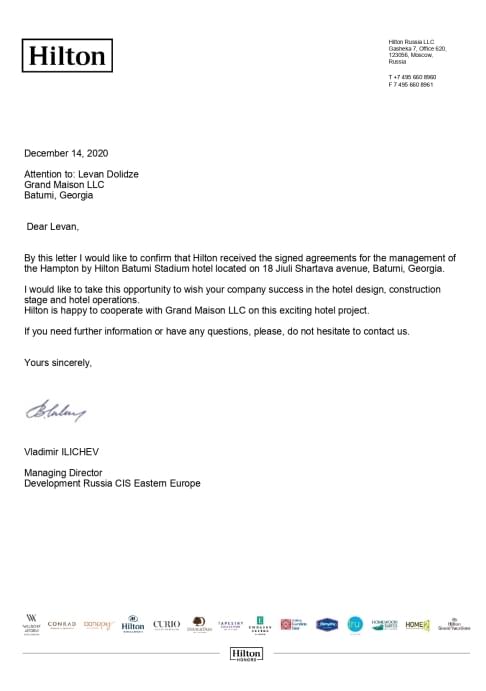 Hilton
Hilton Russia LLC
Gasheka 7, Office 620,
123056, Moscow,
Russia
T +7 495 660 8960
F 7 495 660 8961
December 14, 2020
Attention to: Levan Dolidze
Grand Maison LLC
Batumi, Georgia
Dear Levan,
By this letter I would like to confirm that Hilton received the signed agreements for the management of
the Hampton by Hilton Batumi Stadium hotel located on 18 Jiuli Shartava avenue, Batumi, Georgia.
I would like to take this opportunity to wish your company success in the hotel design, construction
stage and hotel operations.
Hilton is happy to cooperate with Grand Maison LLC on this exciting hotel project.
If you need further information or have any questions, please, do not hesitate to contact us.
Yours sincerely,
Vladimir ILICHEV
Managing Director
Development Russia CIS Eastern Europe
CONRAD
canopy
Hilton
CURIO
TAPESTRY
EMBASSY
SUITES
Hampton
tru
HOMEWOOD
SUITES
HOME2
Hilton
Grand Vacations
Hilton
HONORS